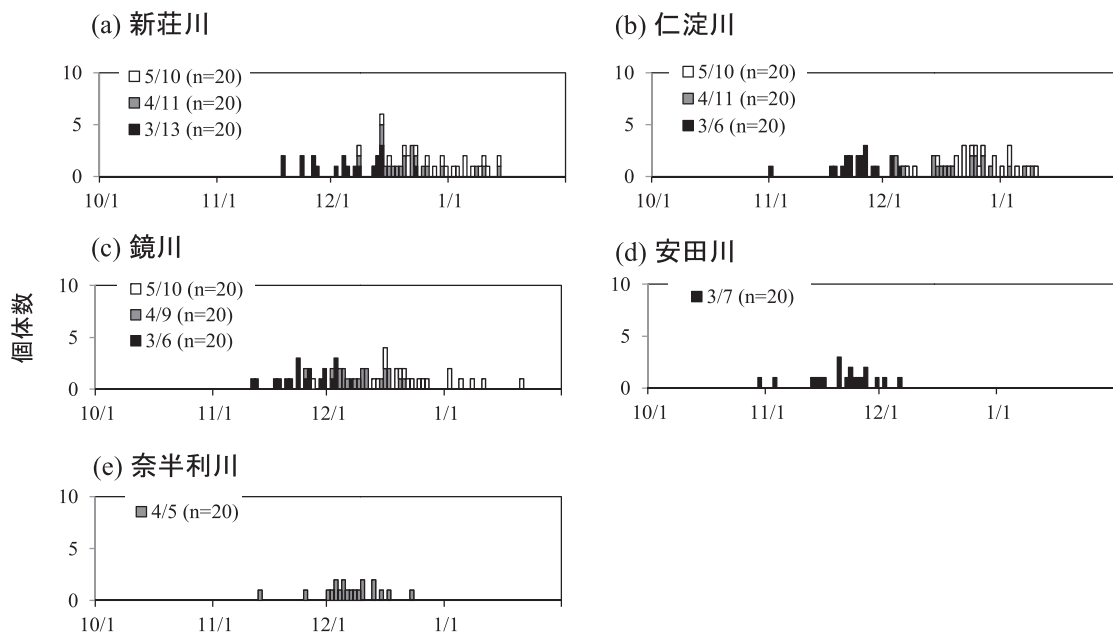 (a) 新荘川
10
5
0
5/10 (n=20)
4/11 (n=20)
3/13 (n=20)
10/1 11/1 12/1 1/1
(b) 仁淀川
10
5
0
5/10 (n=20)
4/11 (n=20)
3/6 (n=20)
10/1 11/1 12/1 1/1
個体数
(c) 鏡川
10
5
0
5/10 (n=20)
4/9 (n=20)
3/6 (n=20)
10/1 11/1 12/1 1/1
(d) 安田川
10
5
0
3/7 (n=20)
10/1 11/1 12/1 1/1
(e) 奈半利川
10
5
0
4/5 (n=20)
10/1 11/1 12/1 1/1